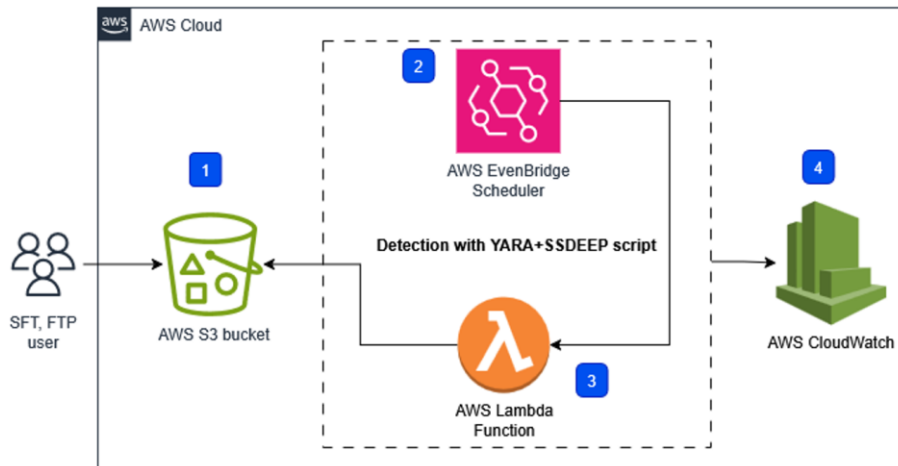 aws
AWS Cloud
2
AWS EvenBridge
Scheduler
1
4
Detection with YARA+SSDEEP script
SFT, FTP
user
AWS S3 bucket
AWS CloudWatch
3
AWS Lambda
Function